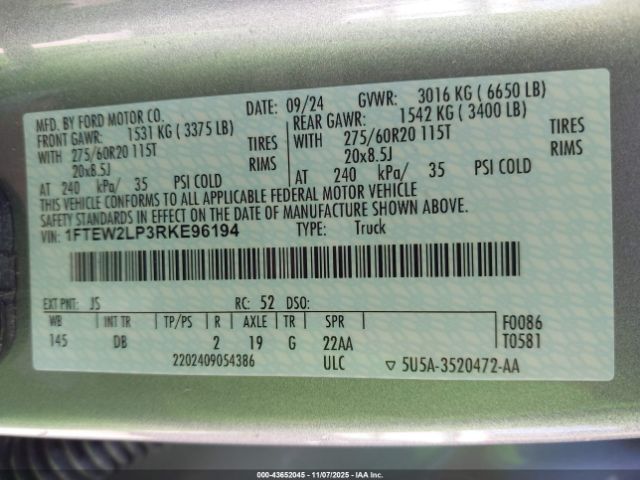 MFD. BY FORD MOTOR CO.
DATE: 09/24 GVWR: 3016 KG ( 6650 LB)
FRONT GAWR: 1531 KG ( 3375 LB)
REAR GAWR: 1542 KG ( 3400 LB)
WITH 275/60R20 115T TIRES
WITH 275/60R20 115T TIRES
20x8.5J RIMS
20x8.5J RIMS
AT 240 kPa/ 35 PSI COLD
AT 240 kPa/ 35 PSI COLD
THIS VEHICLE CONFORMS TO ALL APPLICABLE FEDERAL MOTOR VEHICLE
SAFETY STANDARDS IN EFFECT ON THE DATE OF MANUFACTURE SHOWN ABOVE.
VIN: 1FTEW2LP3RKE96194 TYPE: Truck
EXT PNT: JS RC: 52 DSO:
WB INT TR TP/PS R AXLE TR SPR F0086
145 DB 2 19 G 22AA T0581
2202409054386 ULC ▽ 5U5A-3520472-AA
000-43652045 - 11/07/2025 - IAAI Inc.